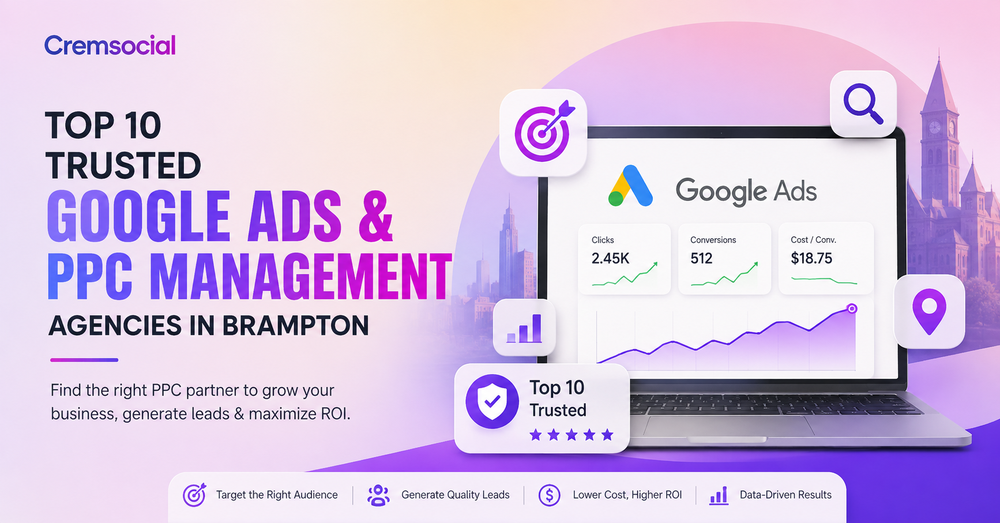 Cremsocial
TOP 10
TRUSTED
GOOGLE ADS &
PPC MANAGEMENT
AGENCIES IN BRAMPTON
Find the right PPC partner to grow your
business, generate leads & maximize ROI.
Google Ads
Clicks
2.45K
Conversions
512
Cost / Conv.
$18.75
Top 10
Trusted
Target the Right Audience
Generate Quality Leads
Lower Cost, Higher ROI
Data-Driven Results